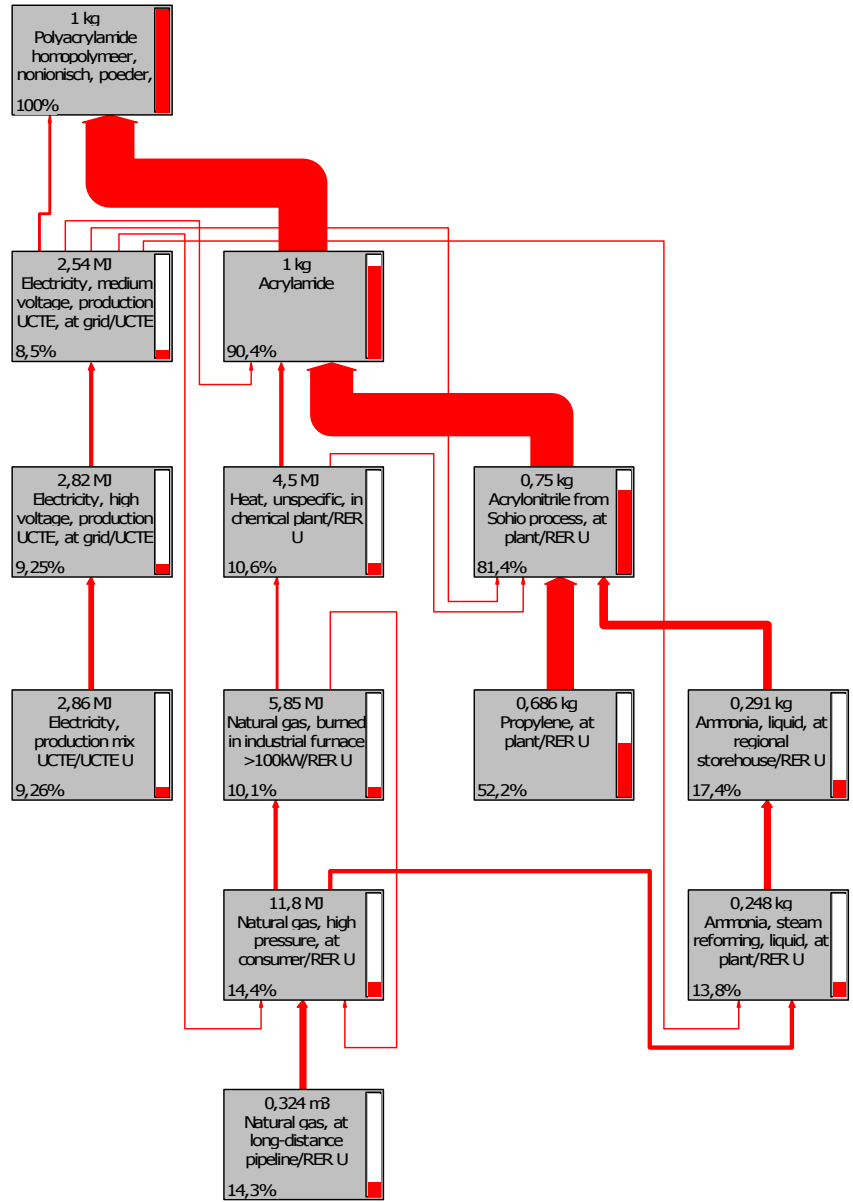 1 kg
Polyacrylamide
homopolymeer,
nonionisch, poeder,
100%
2,54 MJ
Electricity, medium
voltage, production
UCTE, at grid/UCTE
8,5%
1 kg
Acrylamide
90,4%
2,82 MJ
Electricity, high
voltage, production
UCTE, at grid/UCTE
9,25%
4,5 MJ
Heat, unspecific, in
chemical plant/RER
U
10,6%
0,75 kg
Acrylonitrile from
Sohio process, at
plant/RER U
81,4%
2,86 MJ
Electricity,
production mix
UCTE/UCTE U
9,26%
5,85 MJ
Natural gas, burned
in industrial furnace
>100kW/RER U
10,1%
0,686 kg
Propylene, at
plant/RER U
52,2%
0,291 kg
Ammonia, liquid, at
regional
storehouse/RER U
17,4%
11,8 MJ
Natural gas, high
pressure, at
consumer/RER U
14,4%
0,248 kg
Ammonia, steam
reforming, liquid, at
plant/RER U
13,8%
0,324 m3
Natural gas, at
long-distance
pipeline/RER U
14,3%